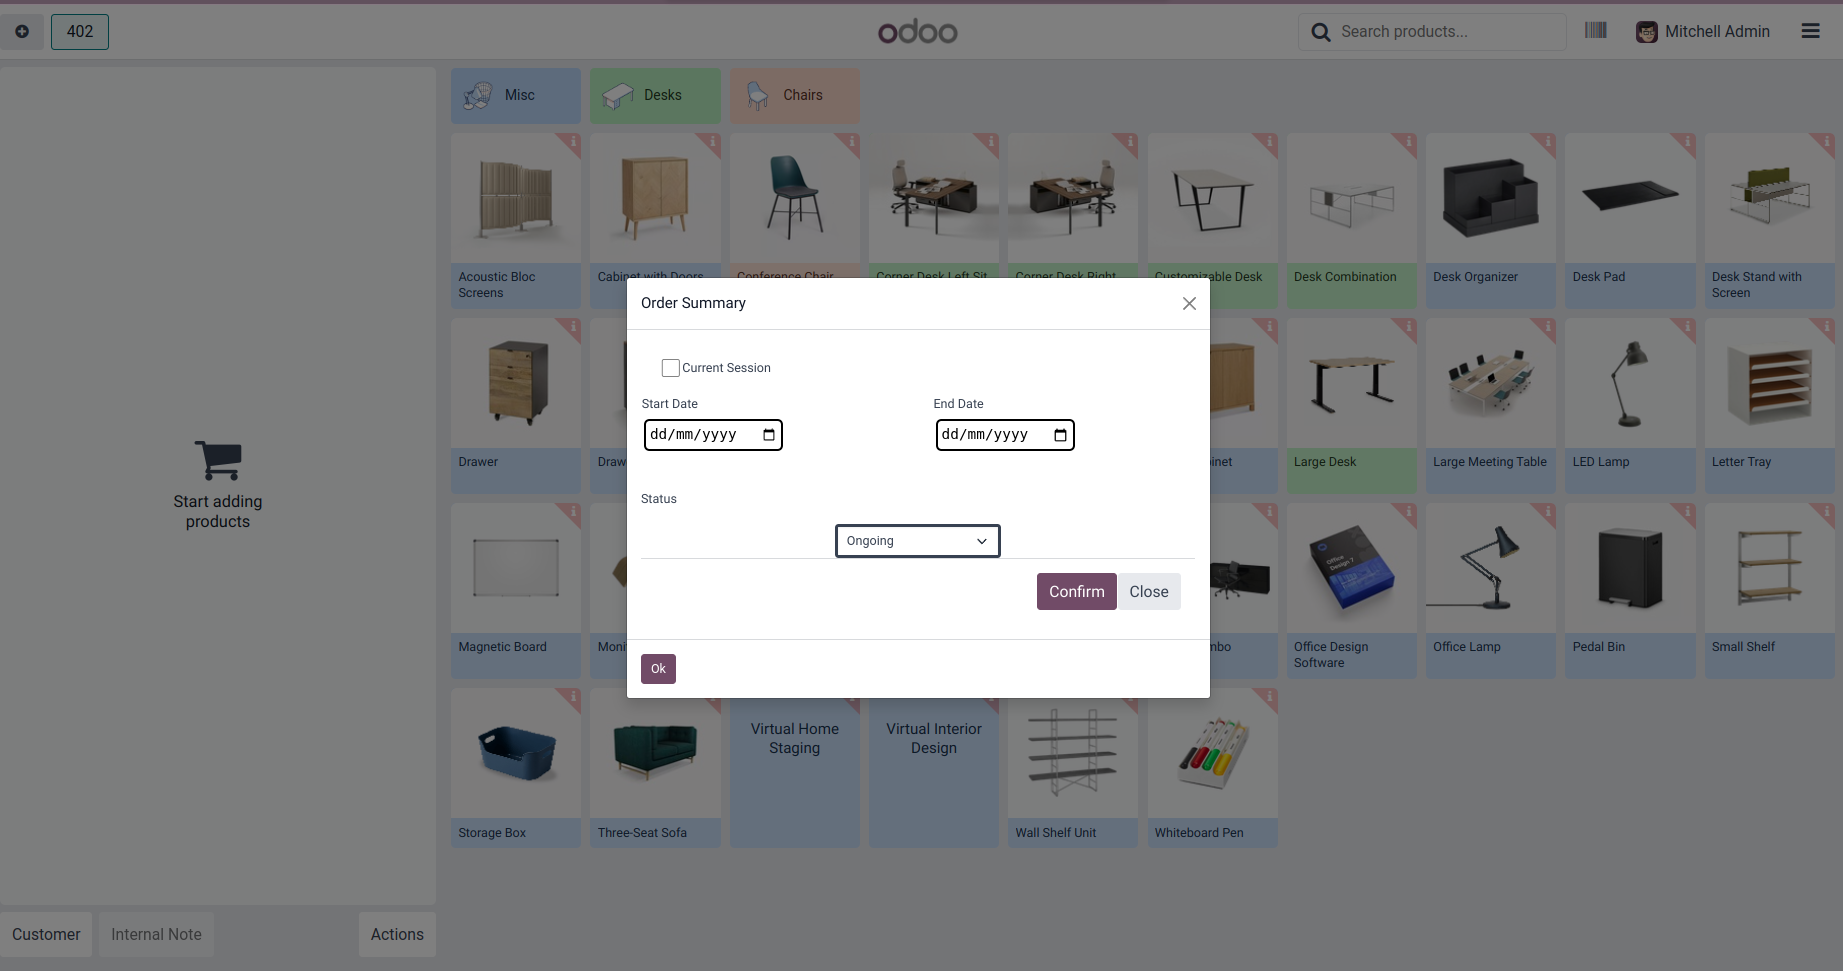 402
odoo
Search products...
Mitchell Admin
Misc
Desks
Chairs
Acoustic Bloc
Screens
Cabinet with Doors
Conference Chair
Corner Desk Left Sit
Corner Desk Right
Customizable Desk
Desk Combination
Desk Organizer
Desk Pad
Desk Stand with
Screen
Order Summary
Current Session
Start Date
End Date
dd/mm/yyyy
dd/mm/yyyy
Status
Ongoing
Confirm
Close
Ok
Drawer
Draw
inet
Large Desk
Large Meeting Table
LED Lamp
Letter Tray
Start adding
products
Magnetic Board
Moni
mbo
Office
Design 7
Office Design
Software
Office Lamp
Pedal Bin
Small Shelf
Virtual Home
Staging
Virtual Interior
Design
Storage Box
Three-Seat Sofa
Wall Shelf Unit
Whiteboard Pen
Customer
Internal Note
Actions